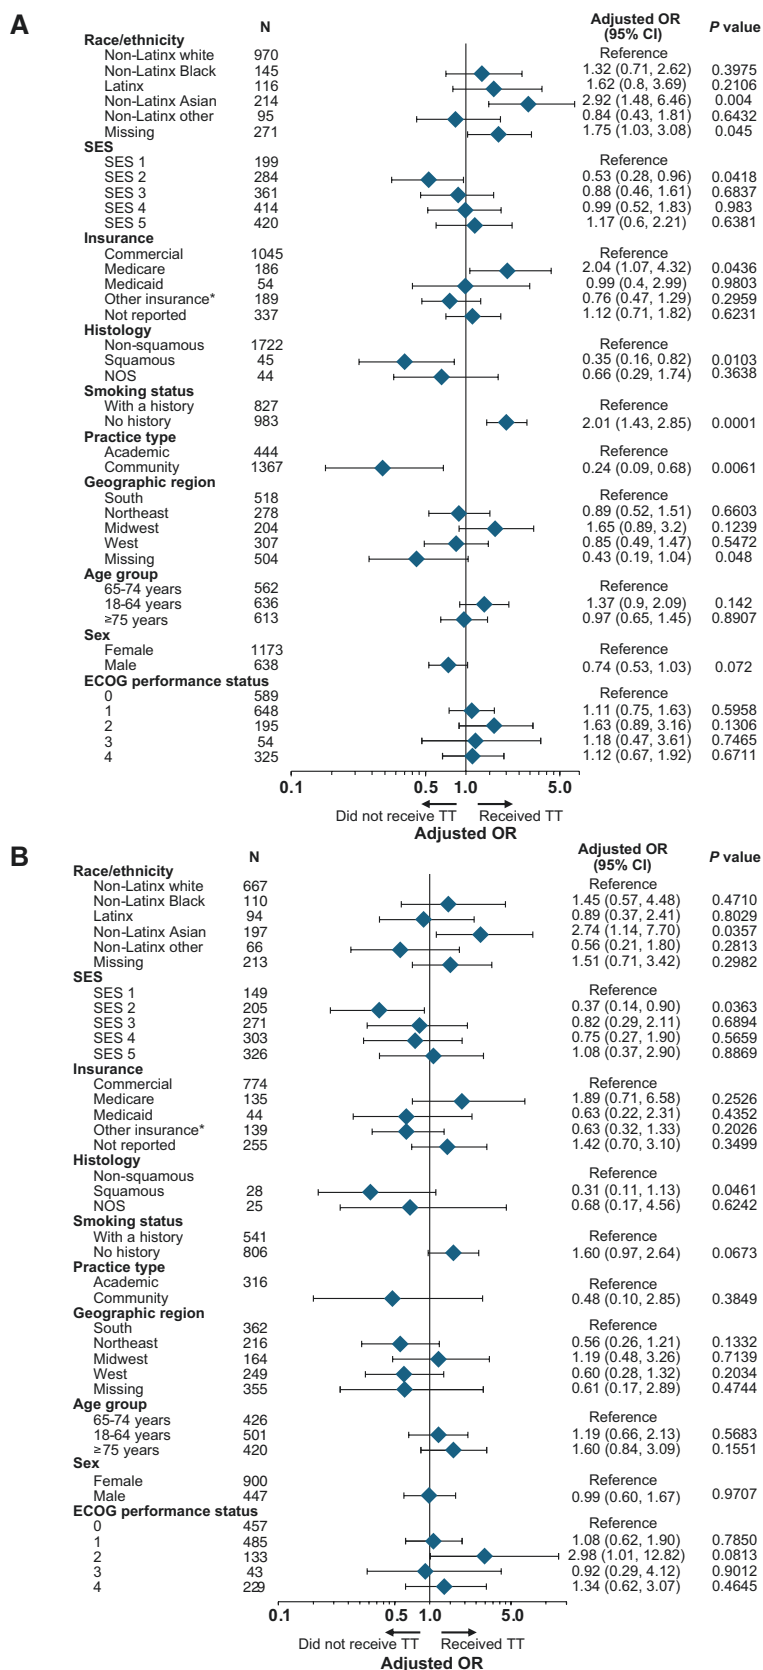 A
N
Adjusted OR
(95% CI)
P value
Race/ethnicity
Non-Latinx white 970 Reference
Non-Latinx Black 145 1.32 (0.71, 2.62) 0.3975
Latinx 116 1.62 (0.8, 3.69) 0.2106
Non-Latinx Asian 214 2.92 (1.48, 6.46) 0.004
Non-Latinx other 95 0.84 (0.43, 1.81) 0.6432
Missing 271 1.75 (1.03, 3.08) 0.045
SES
SES 1 199 Reference
SES 2 284 0.53 (0.28, 0.96) 0.0418
SES 3 361 0.88 (0.46, 1.61) 0.6837
SES 4 414 0.99 (0.52, 1.83) 0.983
SES 5 420 1.17 (0.6, 2.21) 0.6381
Insurance
Commercial 1045 Reference
Medicare 186 2.04 (1.07, 4.32) 0.0436
Medicaid 54 0.99 (0.4, 2.99) 0.9803
Other insurance* 189 0.76 (0.47, 1.29) 0.2959
Not reported 337 1.12 (0.71, 1.82) 0.6231
Histology
Non-squamous 1722 Reference
Squamous 45 0.35 (0.16, 0.82) 0.0103
NOS 44 0.66 (0.29, 1.74) 0.3638
Smoking status
With a history 827 Reference
No history 983 2.01 (1.43, 2.85) 0.0001
Practice type
Academic 444 Reference
Community 1367 0.24 (0.09, 0.68) 0.0061
Geographic region
South 518 Reference
Northeast 278 0.89 (0.52, 1.51) 0.6603
Midwest 204 1.65 (0.89, 3.2) 0.1239
West 307 0.85 (0.49, 1.47) 0.5472
Missing 504 0.43 (0.19, 1.04) 0.048
Age group
65-74 years 562 Reference
18-64 years 636 1.37 (0.9, 2.09) 0.142
≥75 years 613 0.97 (0.65, 1.45) 0.8907
Sex
Female 1173 Reference
Male 638 0.74 (0.53, 1.03) 0.072
ECOG performance status
0 589 Reference
1 648 1.11 (0.75, 1.63) 0.5958
2 195 1.63 (0.89, 3.16) 0.1306
3 54 1.18 (0.47, 3.61) 0.7465
4 325 1.12 (0.67, 1.92) 0.6711
0.1 0.5 1.0 5.0
Did not receive TT Received TT
Adjusted OR
B
N
Adjusted OR
(95% CI)
P value
Race/ethnicity
Non-Latinx white 667 Reference
Non-Latinx Black 110 1.45 (0.57, 4.48) 0.4710
Latinx 94 0.89 (0.37, 2.41) 0.8029
Non-Latinx Asian 197 2.74 (1.14, 7.70) 0.0357
Non-Latinx other 66 0.56 (0.21, 1.80) 0.2813
Missing 213 1.51 (0.71, 3.42) 0.2982
SES
SES 1 149 Reference
SES 2 205 0.37 (0.14, 0.90) 0.0363
SES 3 271 0.82 (0.29, 2.11) 0.6894
SES 4 303 0.75 (0.27, 1.90) 0.5659
SES 5 326 1.08 (0.37, 2.90) 0.8869
Insurance
Commercial 774 Reference
Medicare 135 1.89 (0.71, 6.58) 0.2526
Medicaid 44 0.63 (0.22, 2.31) 0.4352
Other insurance* 139 0.63 (0.32, 1.33) 0.2026
Not reported 255 1.42 (0.70, 3.10) 0.3499
Histology
Non-squamous Reference
Squamous 28 0.31 (0.11, 1.13) 0.0461
NOS 25 0.68 (0.17, 4.56) 0.6242
Smoking status
With a history 541 Reference
No history 806 1.60 (0.97, 2.64) 0.0673
Practice type
Academic 316 Reference
Community 0.48 (0.10, 2.85) 0.3849
Geographic region
South 362 Reference
Northeast 216 0.56 (0.26, 1.21) 0.1332
Midwest 164 1.19 (0.48, 3.26) 0.7139
West 249 0.60 (0.28, 1.32) 0.2034
Missing 355 0.61 (0.17, 2.89) 0.4744
Age group
65-74 years 426 Reference
18-64 years 501 1.19 (0.66, 2.13) 0.5683
≥75 years 420 1.60 (0.84, 3.09) 0.1551
Sex
Female 900 Reference
Male 447 0.99 (0.60, 1.67) 0.9707
ECOG performance status
0 457 Reference
1 485 1.08 (0.62, 1.90) 0.7850
2 133 2.98 (1.01, 12.82) 0.0813
3 43 0.92 (0.29, 4.12) 0.9012
4 229 1.34 (0.62, 3.07) 0.4645
0.1 0.5 1.0 5.0
Did not receive TT Received TT
Adjusted OR